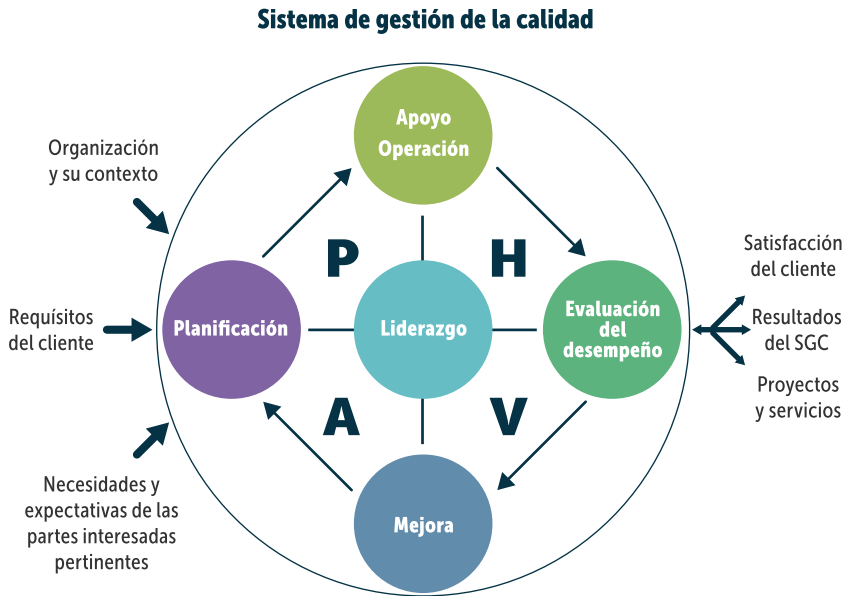 Sistema de gestión de la calidad
Apoyo
Operación
Organización
y su contexto
P
H
Satisfacción
del cliente
Requísitos
del cliente
Planificación
Liderazgo
Evaluación
del
desempeño
Resultados
del SGC
Proyectos
y servicios
A
V
Necesidades y
expectativas de las
partes interesadas
pertinentes
Mejora